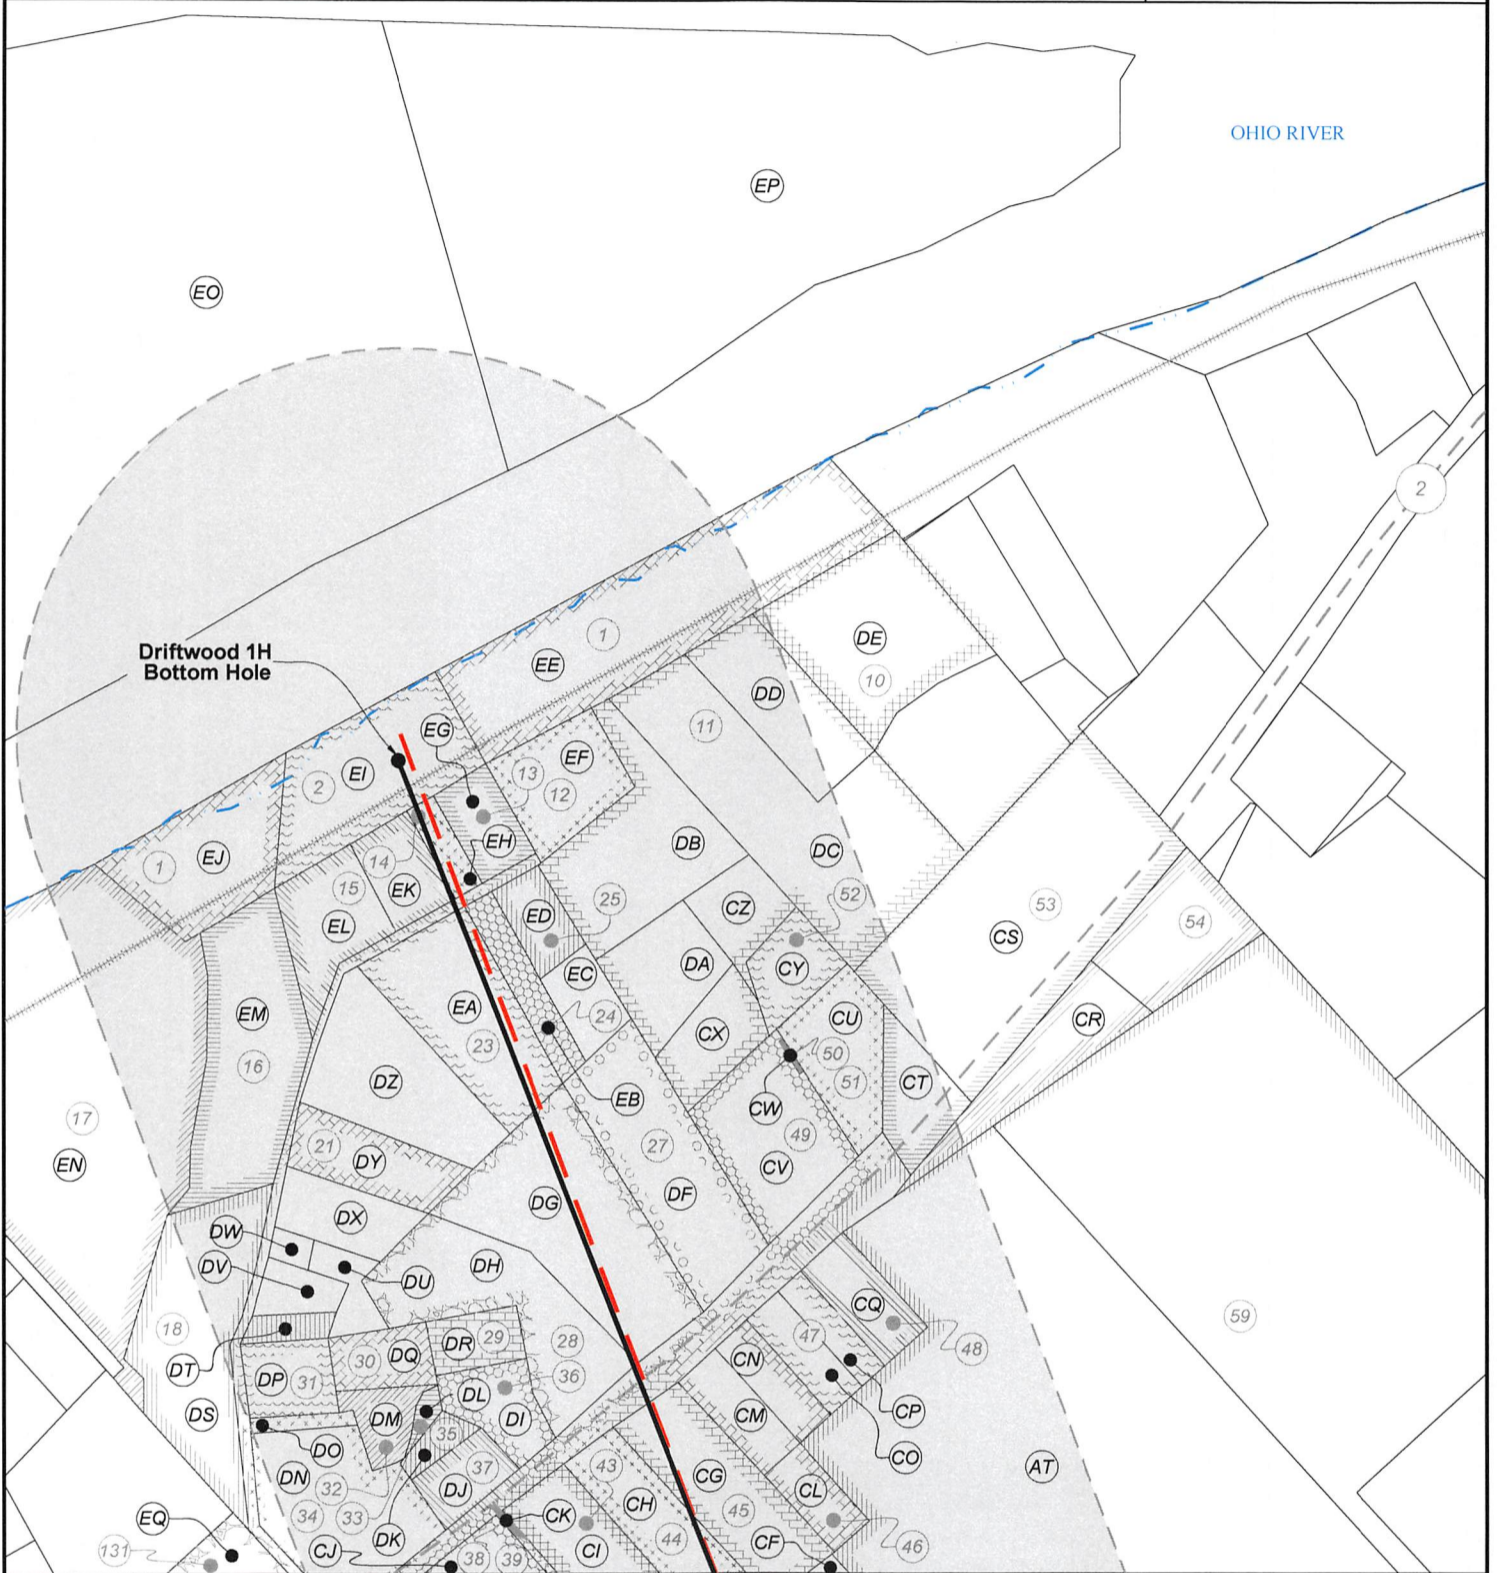 OHIO RIVER
EP
EO
2
Driftwood 1H
Bottom Hole
1
EE
DE
10
DD
11
EG
EF
13
12
EI
2
EH
DB
DC
EJ
1
14
15
EK
EL
25
CZ
52
53
54
CS
ED
EC
DA
CY
EM
EA
23
24
CX
CU
CR
16
50
51
DZ
CT
EB
CW
49
17
EN
21
DY
27
CV
DF
DX
DG
DW
DV
DU
DH
CQ
18
47
48
59
DT
30
DQ
DR
29
28
CN
DP
31
36
DL
DI
DS
DM
CM
CP
35
DO
CO
DN
32
37
43
CG
CL
AT
DJ
34
33
CH
45
EQ
DK
CK
131
CJ
38
39
CI
44
CF
46